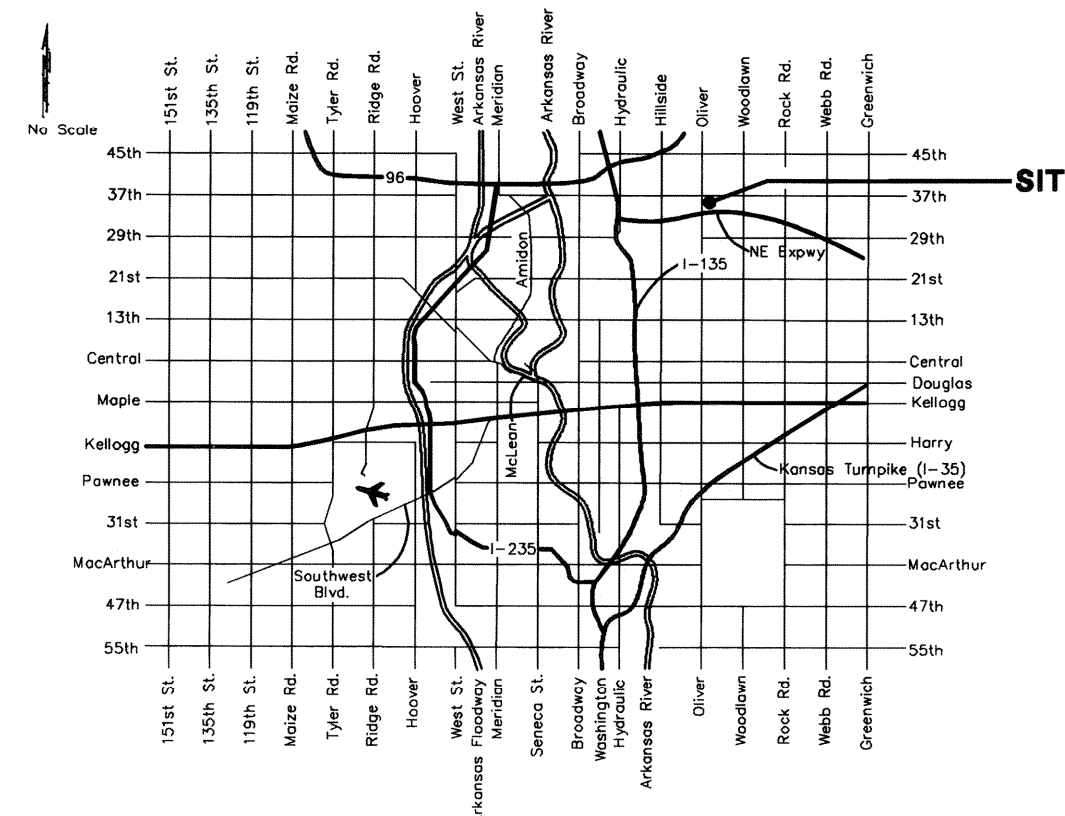 No Scale
151st St.
135th St.
119th St.
Maize Rd.
Tyler Rd.
Ridge Rd.
Hoover
West St.
Arkansas River
Meridian
Arkansas River
Broadway
Hydraulic
Hillside
Oliver
Woodlawn
Rock Rd.
Webb Rd.
Greenwich
45th
45th
96
SIT
37th
37th
29th
29th
NE Expwy
Amidon
I-135
21st
21st
13th
13th
Central
Central
Douglas
Maple
Kellogg
Kellogg
Harry
McLean
Kansas Turnpike (I-35)
Pawnee
Pawnee
31st
31st
I-235
MacArthur
MacArthur
Southwest
Blvd.
47th
47th
55th
55th
151st St.
135th St.
119th St.
Maize Rd.
Tyler Rd.
Ridge Rd.
Hoover
West St.
rkansas Floodway
Meridian
Seneca St.
Broadway
Washington
Hydraulic
Arkansas River
Oliver
Woodlawn
Rock Rd.
Webb Rd.
Greenwich